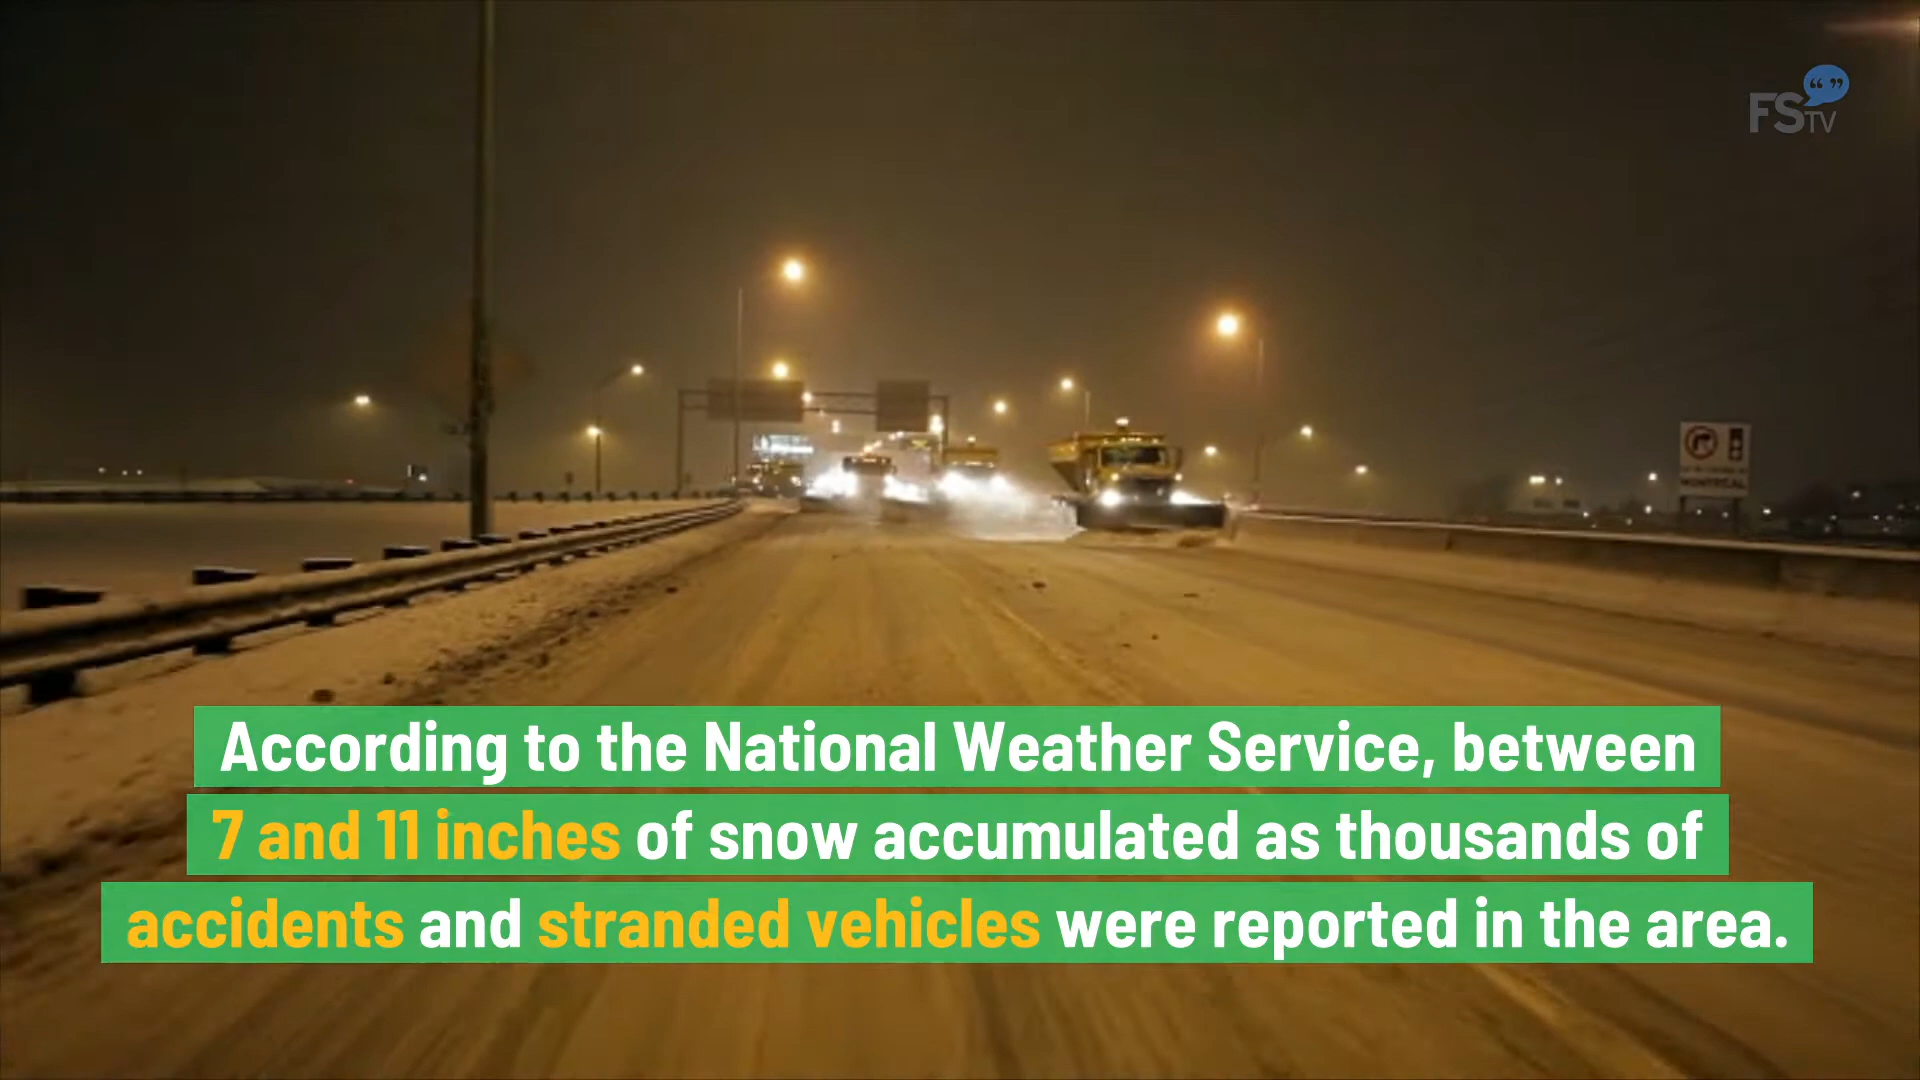 FSTV
According to the National Weather Service, between
7 and 11 inches of snow accumulated as thousands of
accidents and stranded vehicles were reported in the area.
MONTREAL